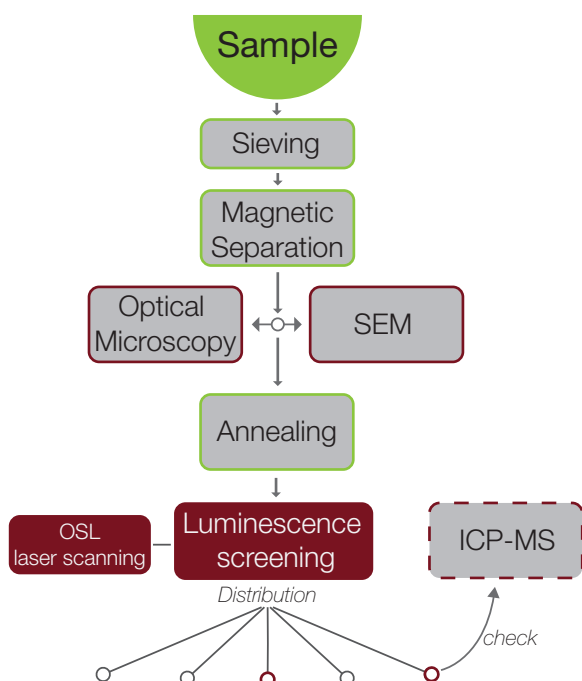 Sample
Sieving
Magnetic
Separation
Optical
Microscopy
SEM
Annealing
OSL
laser scanning
Luminescence
screening
ICP-MS
Distribution
check